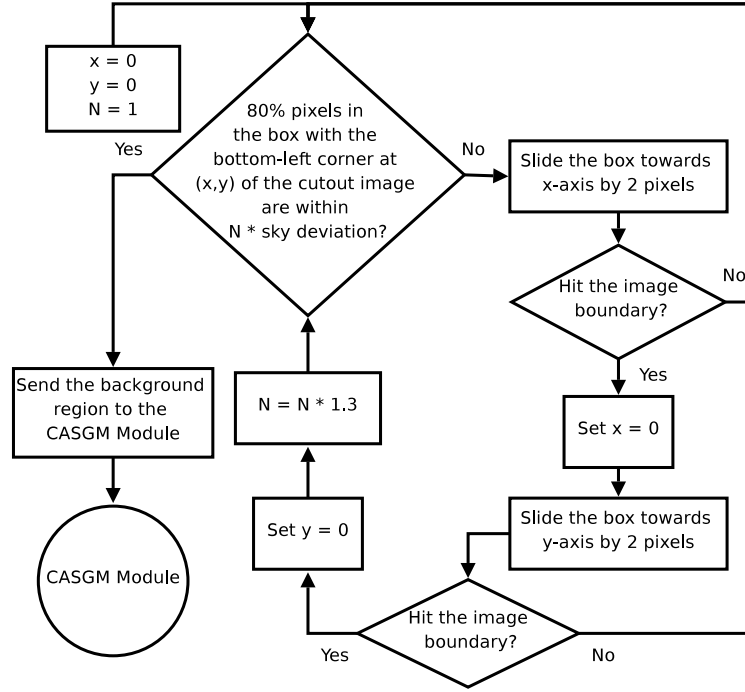 x = 0
y = 0
N = 1
80% pixels in
the box with the
bottom-left corner at
(x,y) of the cutout image
are within
N * sky deviation?
Yes
No
Slide the box towards
x-axis by 2 pixels
Hit the image
boundary?
No
Yes
Send the background
region to the
CASGM Module
N = N * 1.3
Set x = 0
Set y = 0
Slide the box towards
y-axis by 2 pixels
CASGM Module
Hit the image
boundary?
Yes
No